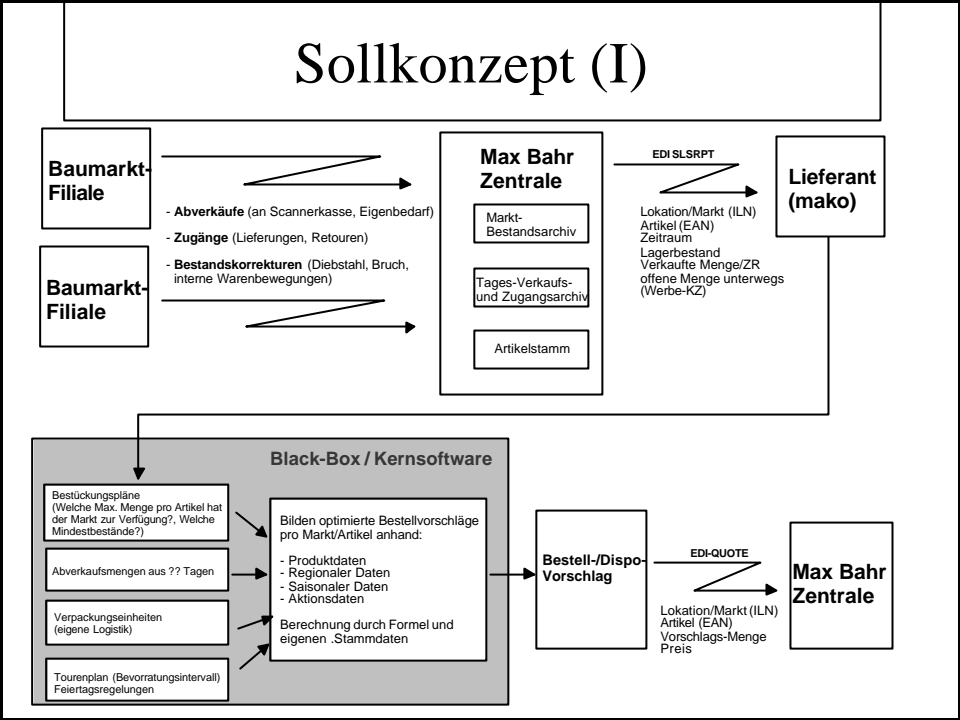 Sollkonzept (I)
Baumarkt-
Filiale
- Abverkäufe (an Scannerkasse, Eigenbedarf)
- Zugänge (Lieferungen, Retouren)
- Bestandskorrekturen (Diebstahl, Bruch,
interne Warenbewegungen)
Baumarkt-
Filiale
Max Bahr
Zentrale
Markt-
Bestandsarchiv
Tages-Verkaufs-
und Zugangsarchiv
Artikelstamm
EDI SLSRPT
Lokation/Markt (ILN)
Artikel (EAN)
Zeitraum
Lagerbestand
Verkaufte Menge/ZR
offene Menge unterwegs
(Werbe-KZ)
Lieferant
(mako)
Black-Box / Kernsoftware
Bestückungspläne
(Welche Max. Menge pro Artikel hat
der Markt zur Verfügung?, Welche
Mindestbestände?)
Abverkaufsmengen aus ?? Tagen
Verpackungseinheiten
(eigene Logistik)
Tourenplan (Bevorratungsintervall)
Feiertagsregelungen
Bilden optimierte Bestellvorschläge
pro Markt/Artikel anhand:
- Produktdaten
- Regionaler Daten
- Saisonaler Daten
- Aktionsdaten
Berechnung durch Formel und
eigenen .Stammdaten
Bestell-/Dispo-
Vorschlag
EDI-QUOTE
Lokation/Markt (ILN)
Artikel (EAN)
Vorschlags-Menge
Preis
Max Bahr
Zentrale